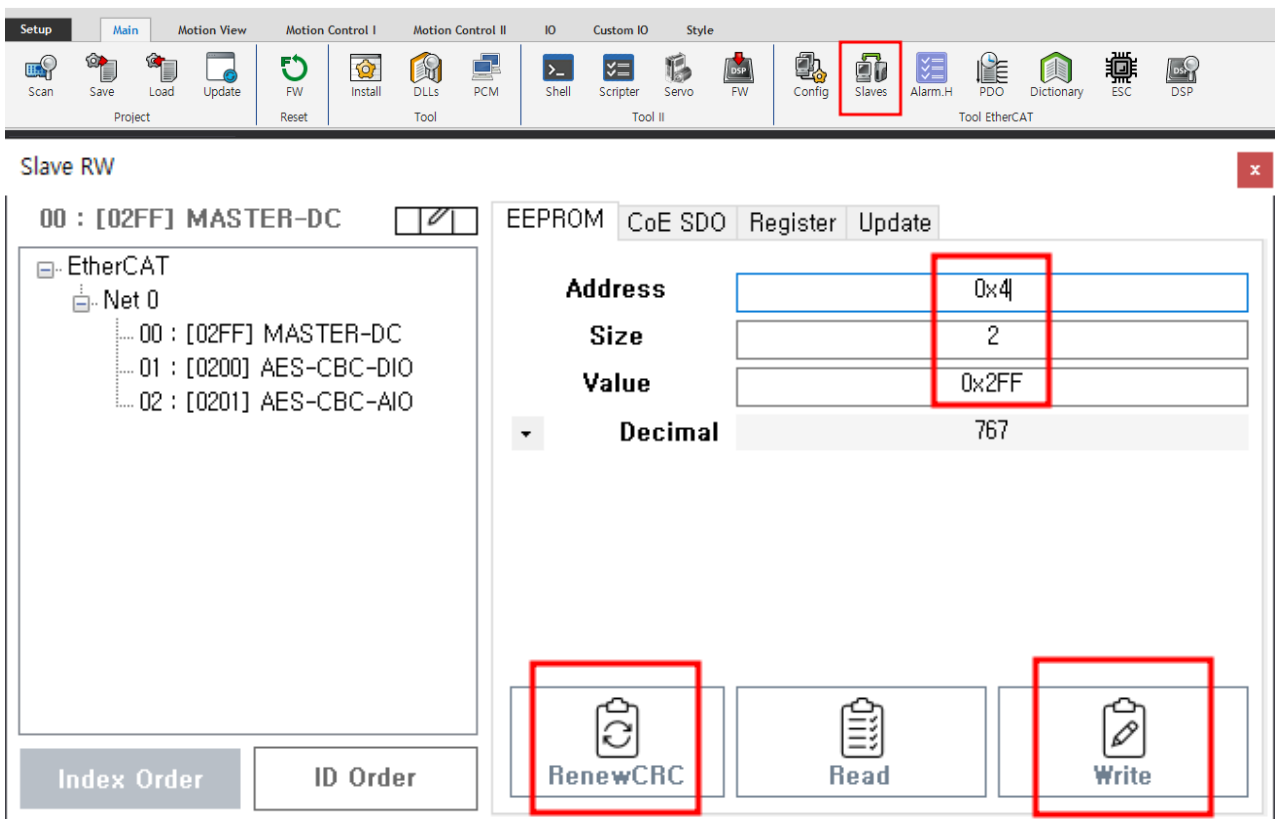 Setup Main Motion View Motion Control I Motion Control II IO Custom IO Style
Scan Save Load Update FW Install DLLs PCM Shell Scripter Servo FW Config Slaves Alarm.H PDO Dictionary ESC DSP
Project Reset Tool Tool II Tool EtherCAT
Slave RW x
00 : [02FF] MASTER-DC
EtherCAT
Net 0
00 : [02FF] MASTER-DC
01 : [0200] AES-CBC-DIO
02 : [0201] AES-CBC-AIO
Index Order ID Order
EEPROM CoE SDO Register Update
Address 0x4
Size 2
Value 0x2FF
Decimal 767
RenewCRC Read Write